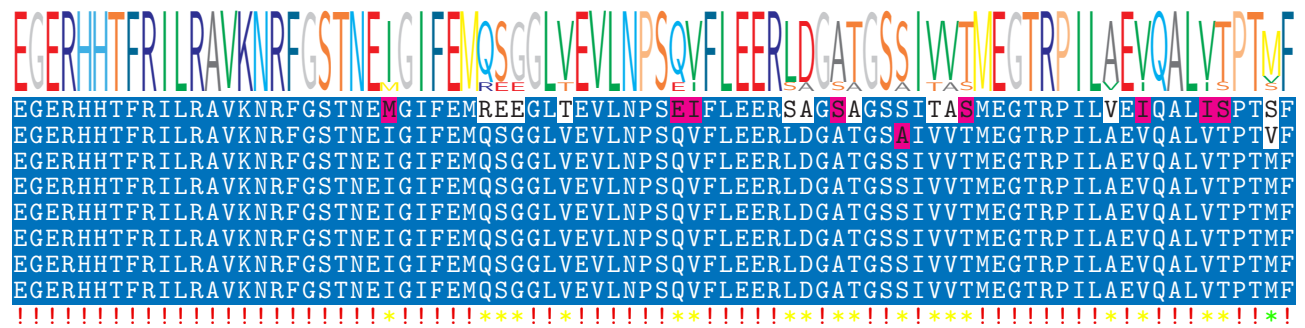 EGERHHTFRILRAVKNRFGSTNEIGIFEMQSGGLVEVLNPSQVFLEERLDGATGSSIVVTMEGTRPILAEVQALVTPTMF
EGERHHTFRILRAVKNRFGSTNEMGIFEMREEGLTEVLNPSEIFLEERSAGSAGSSITASMEGTRPILVEIQALISPTSF
EGERHHTFRILRAVKNRFGSTNEIGIFEMQSGGLVEVLNPSQVFLEERLDGATGSAIVVTMEGTRPILAEVQALVTPTVF
EGERHHTFRILRAVKNRFGSTNEIGIFEMQSGGLVEVLNPSQVFLEERLDGATGSSIVVTMEGTRPILAEVQALVTPTMF
EGERHHTFRILRAVKNRFGSTNEIGIFEMQSGGLVEVLNPSQVFLEERLDGATGSSIVVTMEGTRPILAEVQALVTPTMF
EGERHHTFRILRAVKNRFGSTNEIGIFEMQSGGLVEVLNPSQVFLEERLDGATGSSIVVTMEGTRPILAEVQALVTPTMF
EGERHHTFRILRAVKNRFGSTNEIGIFEMQSGGLVEVLNPSQVFLEERLDGATGSSIVVTMEGTRPILAEVQALVTPTMF
EGERHHTFRILRAVKNRFGSTNEIGIFEMQSGGLVEVLNPSQVFLEERLDGATGSSIVVTMEGTRPILAEVQALVTPTMF
EGERHHTFRILRAVKNRFGSTNEIGIFEMQSGGLVEVLNPSQVFLEERLDGATGSSIVVTMEGTRPILAEVQALVTPTMF
!!!!!!!!!!!!!!!!!!!!!!!*!!!!!***!!*!!!!!!**!!!!!**!**!!*!***!!!!!!!!*!*!!!**!!*!